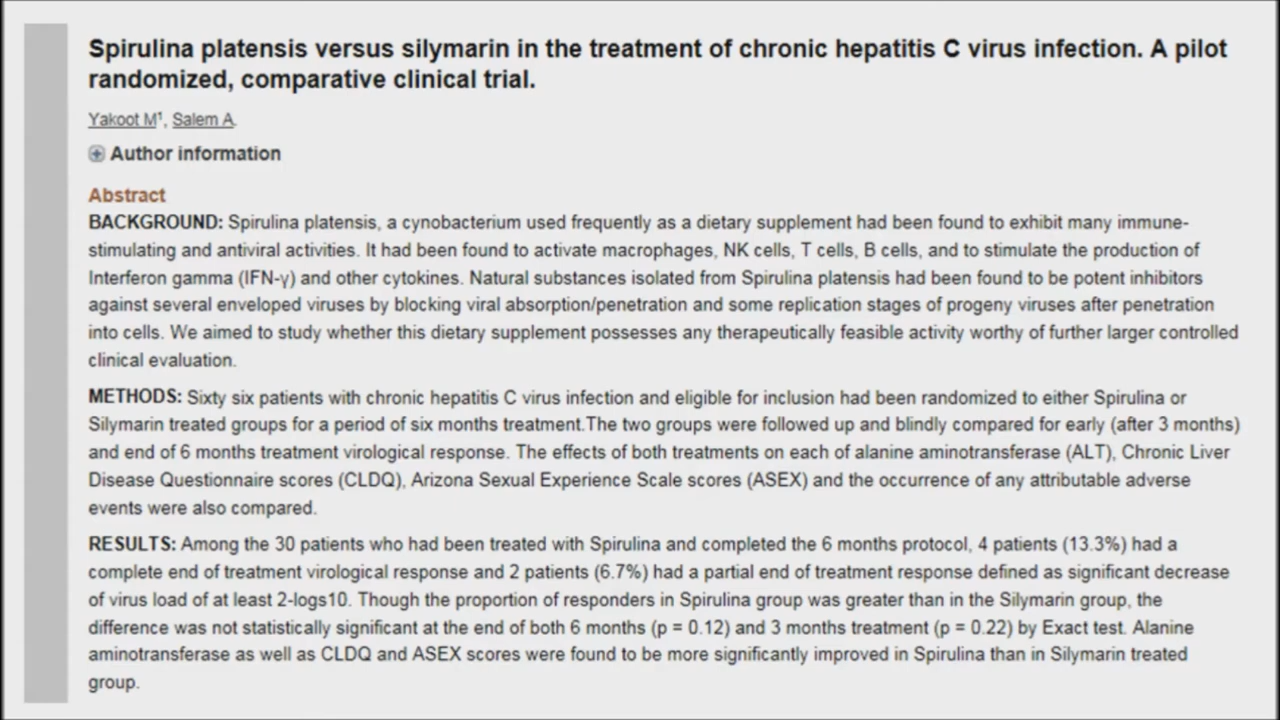 Spirulina platensis versus silymarin in the treatment of chronic hepatitis C virus infection. A pilot
randomized, comparative clinical trial.
Yakoot M¹, Salem A.
Author information
Abstract
BACKGROUND: Spirulina platensis, a cynobacterium used frequently as a dietary supplement had been found to exhibit many immune-
stimulating and antiviral activities. It had been found to activate macrophages, NK cells, T cells, B cells, and to stimulate the production of
Interferon gamma (IFN-γ) and other cytokines. Natural substances isolated from Spirulina platensis had been found to be potent inhibitors
against several enveloped viruses by blocking viral absorption/penetration and some replication stages of progeny viruses after penetration
into cells. We aimed to study whether this dietary supplement possesses any therapeutically feasible activity worthy of further larger controlled
clinical evaluation.
METHODS: Sixty six patients with chronic hepatitis C virus infection and eligible for inclusion had been randomized to either Spirulina or
Silymarin treated groups for a period of six months treatment.The two groups were followed up and blindly compared for early (after 3 months)
and end of 6 months treatment virological response. The effects of both treatments on each of alanine aminotransferase (ALT), Chronic Liver
Disease Questionnaire scores (CLDQ), Arizona Sexual Experience Scale scores (ASEX) and the occurrence of any attributable adverse
events were also compared.
RESULTS: Among the 30 patients who had been treated with Spirulina and completed the 6 months protocol, 4 patients (13.3%) had a
complete end of treatment virological response and 2 patients (6.7%) had a partial end of treatment response defined as significant decrease
of virus load of at least 2-logs10. Though the proportion of responders in Spirulina group was greater than in the Silymarin group, the
difference was not statistically significant at the end of both 6 months (p = 0.12) and 3 months treatment (p = 0.22) by Exact test. Alanine
aminotransferase as well as CLDQ and ASEX scores were found to be more significantly improved in Spirulina than in Silymarin treated
group.